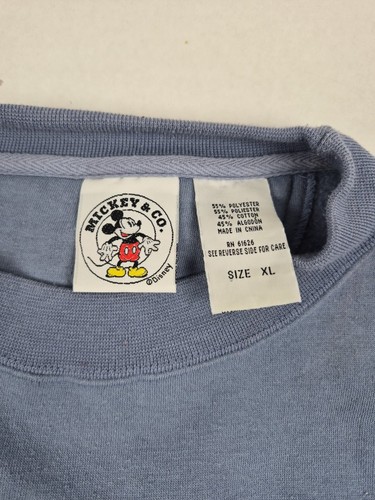 MICKEY & CO.
©Disney
55% POLYESTER
55% POLIESTER
45% COTTON
45% ALGODON
MADE IN CHINA
RN 61626
SEE REVERSE SIDE FOR CARE
SIZE XL